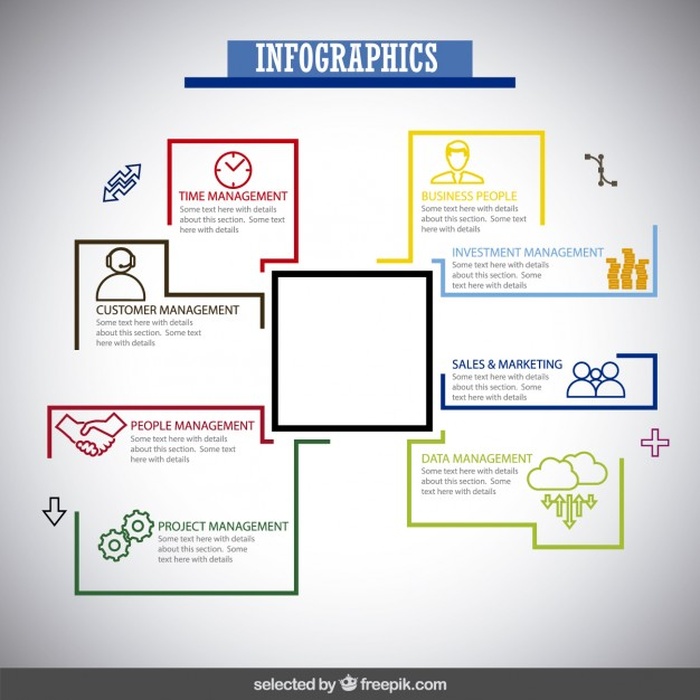 INFOGRAPHICS
TIME MANAGEMENT
Some text here with details
about this section. Some text
here with details
BUSINESS PEOPLE
Some text here with details
about this section. Some text
here with details
CUSTOMER MANAGEMENT
Some text here with details
about this section. Some text
here with details
INVESTMENT MANAGEMENT
Some text here with
about this section. Some
text here with details
SALES & MARKETING
Some text here with details
about this section. Some
text here with details
PEOPLE MANAGEMENT
Some text here with details
about this section. Some text
here with details
DATA MANAGEMENT
Some text here with details
about this section. Some
text here with details
PROJECT MANAGEMENT
Some text here with details
about this section. Some
text here with details
selected by freepik.com